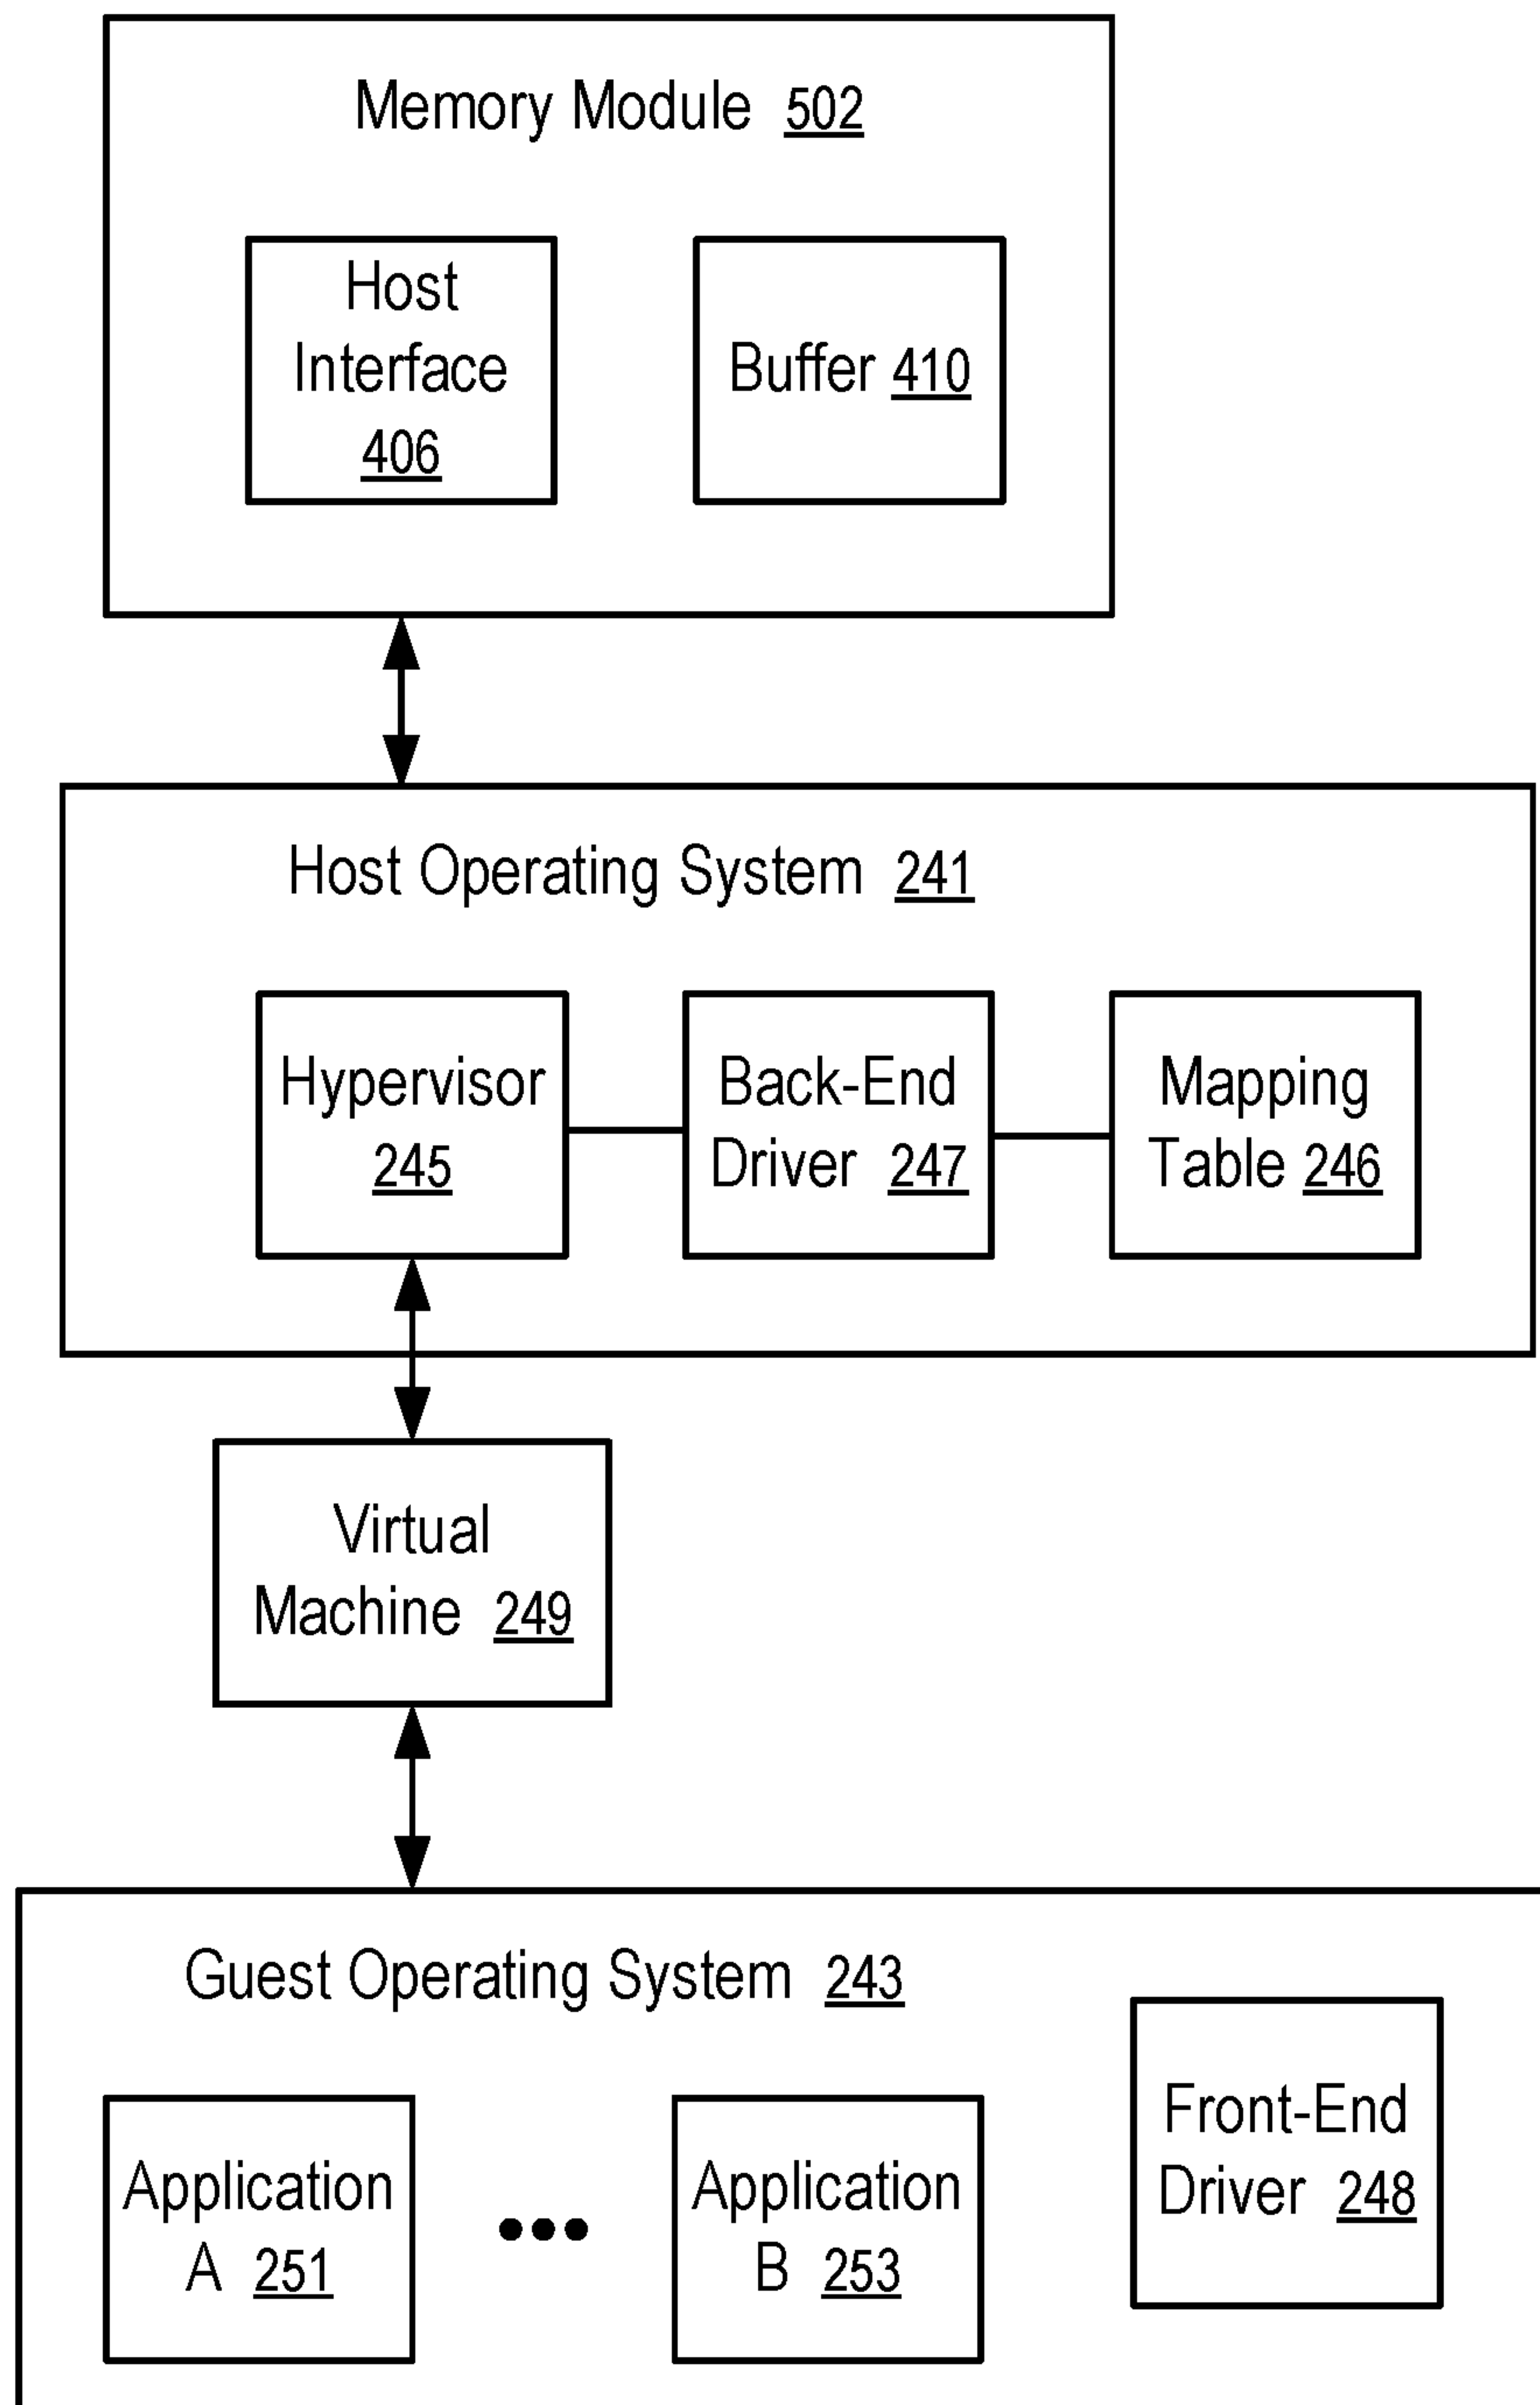 Memory Module 502
Host
Interface
406
Buffer 410
Host Operating System 241
Hypervisor
245
Back-End
Driver 247
Mapping
Table 246
Virtual
Machine 249
Guest Operating System 243
Application
A 251
Application
B 253
Front-End
Driver 248